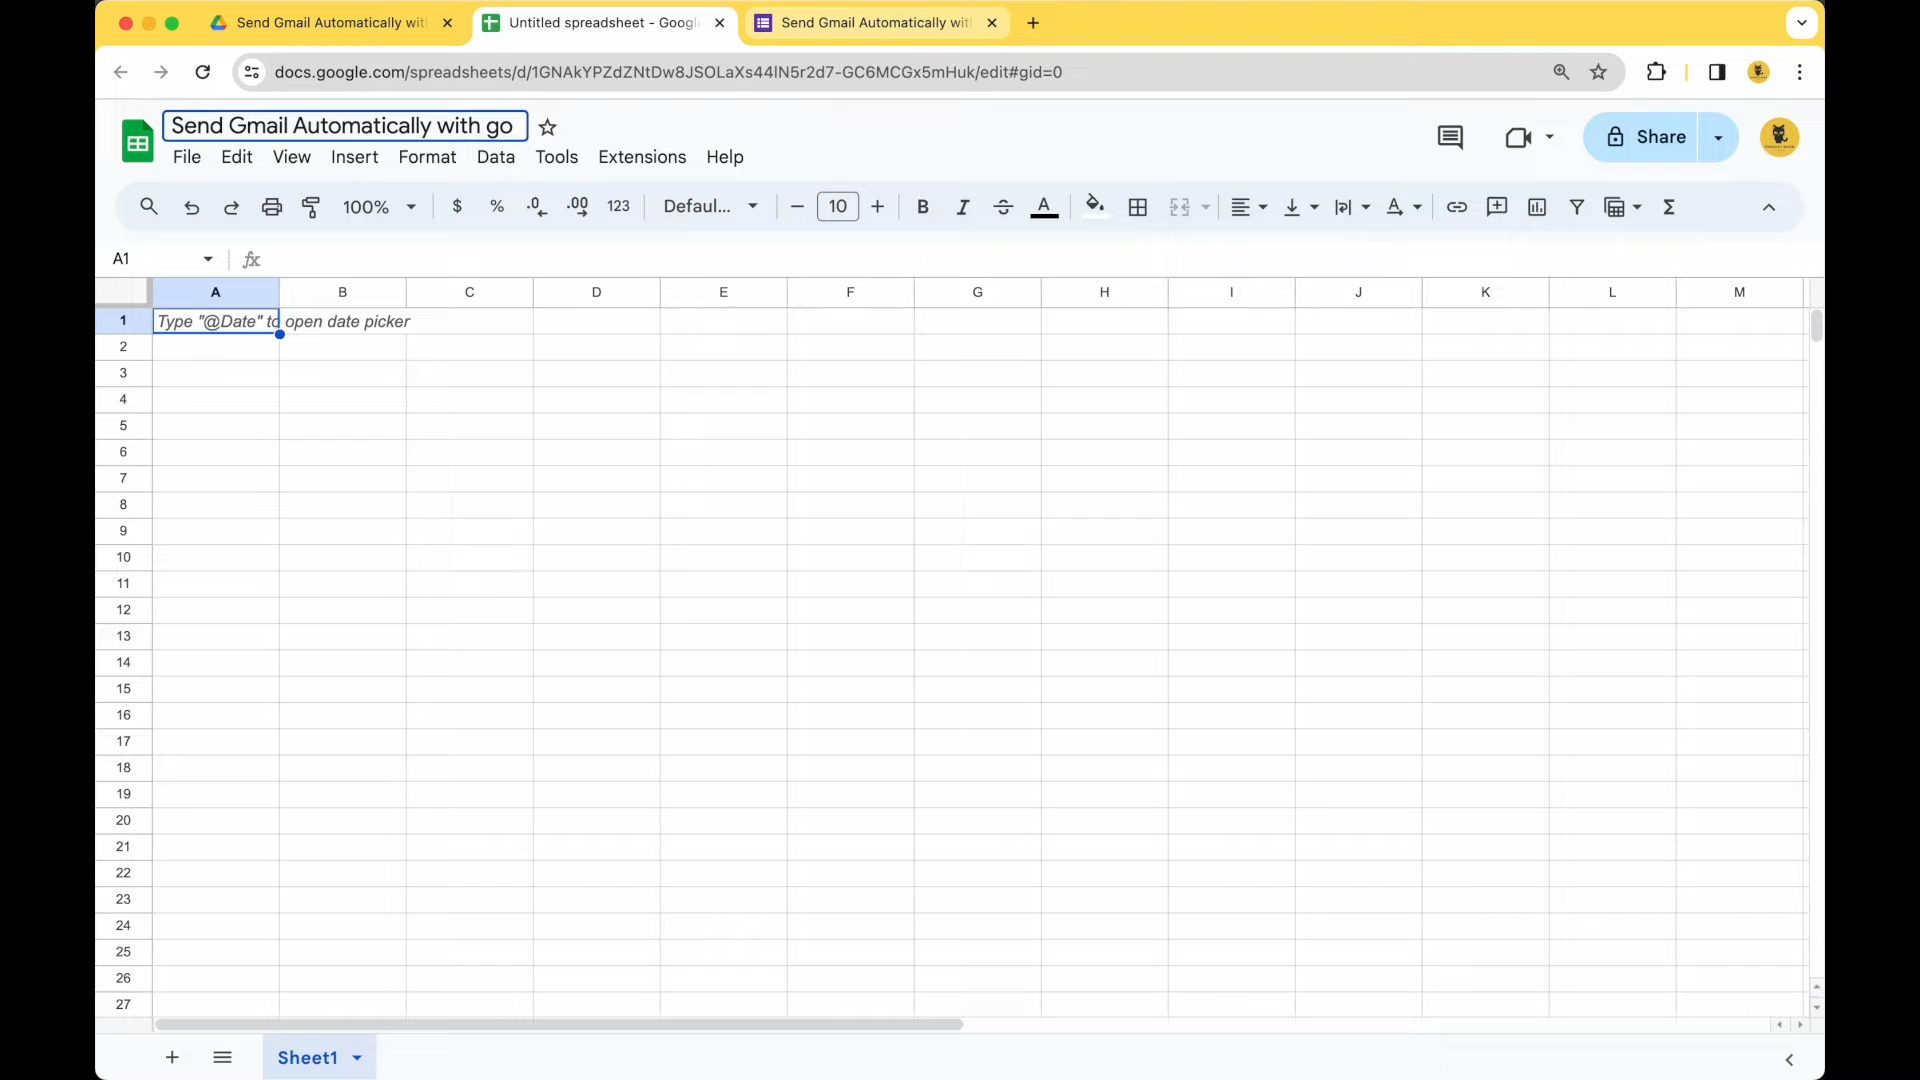 Send Gmail Automatically wit
Untitled spreadsheet - Googl
Send Gmail Automatically wit
docs.google.com/spreadsheets/d/1GNAkYPZdZNtDw8JSOLaXs44lN5r2d7-GC6MCGx5mHuk/edit#gid=0
Send Gmail Automatically with go
File Edit View Insert Format Data Tools Extensions Help
Share
100% $ % .0 .00 123 Defaul... 10 B I S A Σ
A1 fx
A B C D E F G H I J K L M
1 Type "@Date" to open date picker
2
3
4
5
6
7
8
9
10
11
12
13
14
15
16
17
18
19
20
21
22
23
24
25
26
27
Sheet1